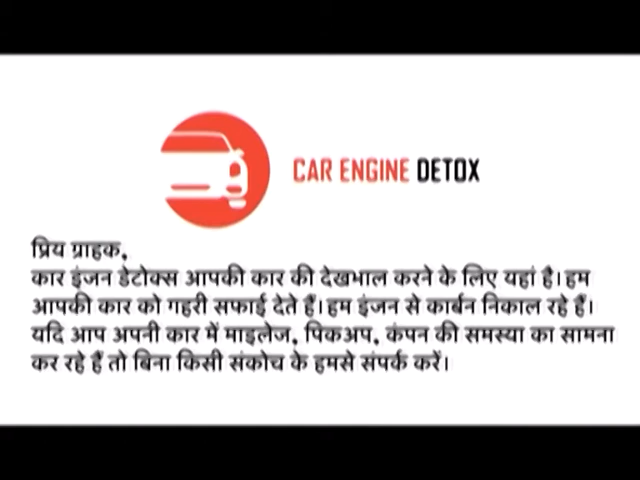 CAR ENGINE DETOX
प्रिय ग्राहक,
कार इंजन डेटोक्स आपकी कार की देखभाल करने के लिए यहां है। हम
आपकी कार को गहरी सफाई देते हैं। हम इंजन से कार्बन निकाल रहे हैं।
यदि आप अपनी कार में माइलेज, पिकअप, कंपन की समस्या का सामना
कर रहे हैं तो बिना किसी संकोच के हमसे संपर्क करें।